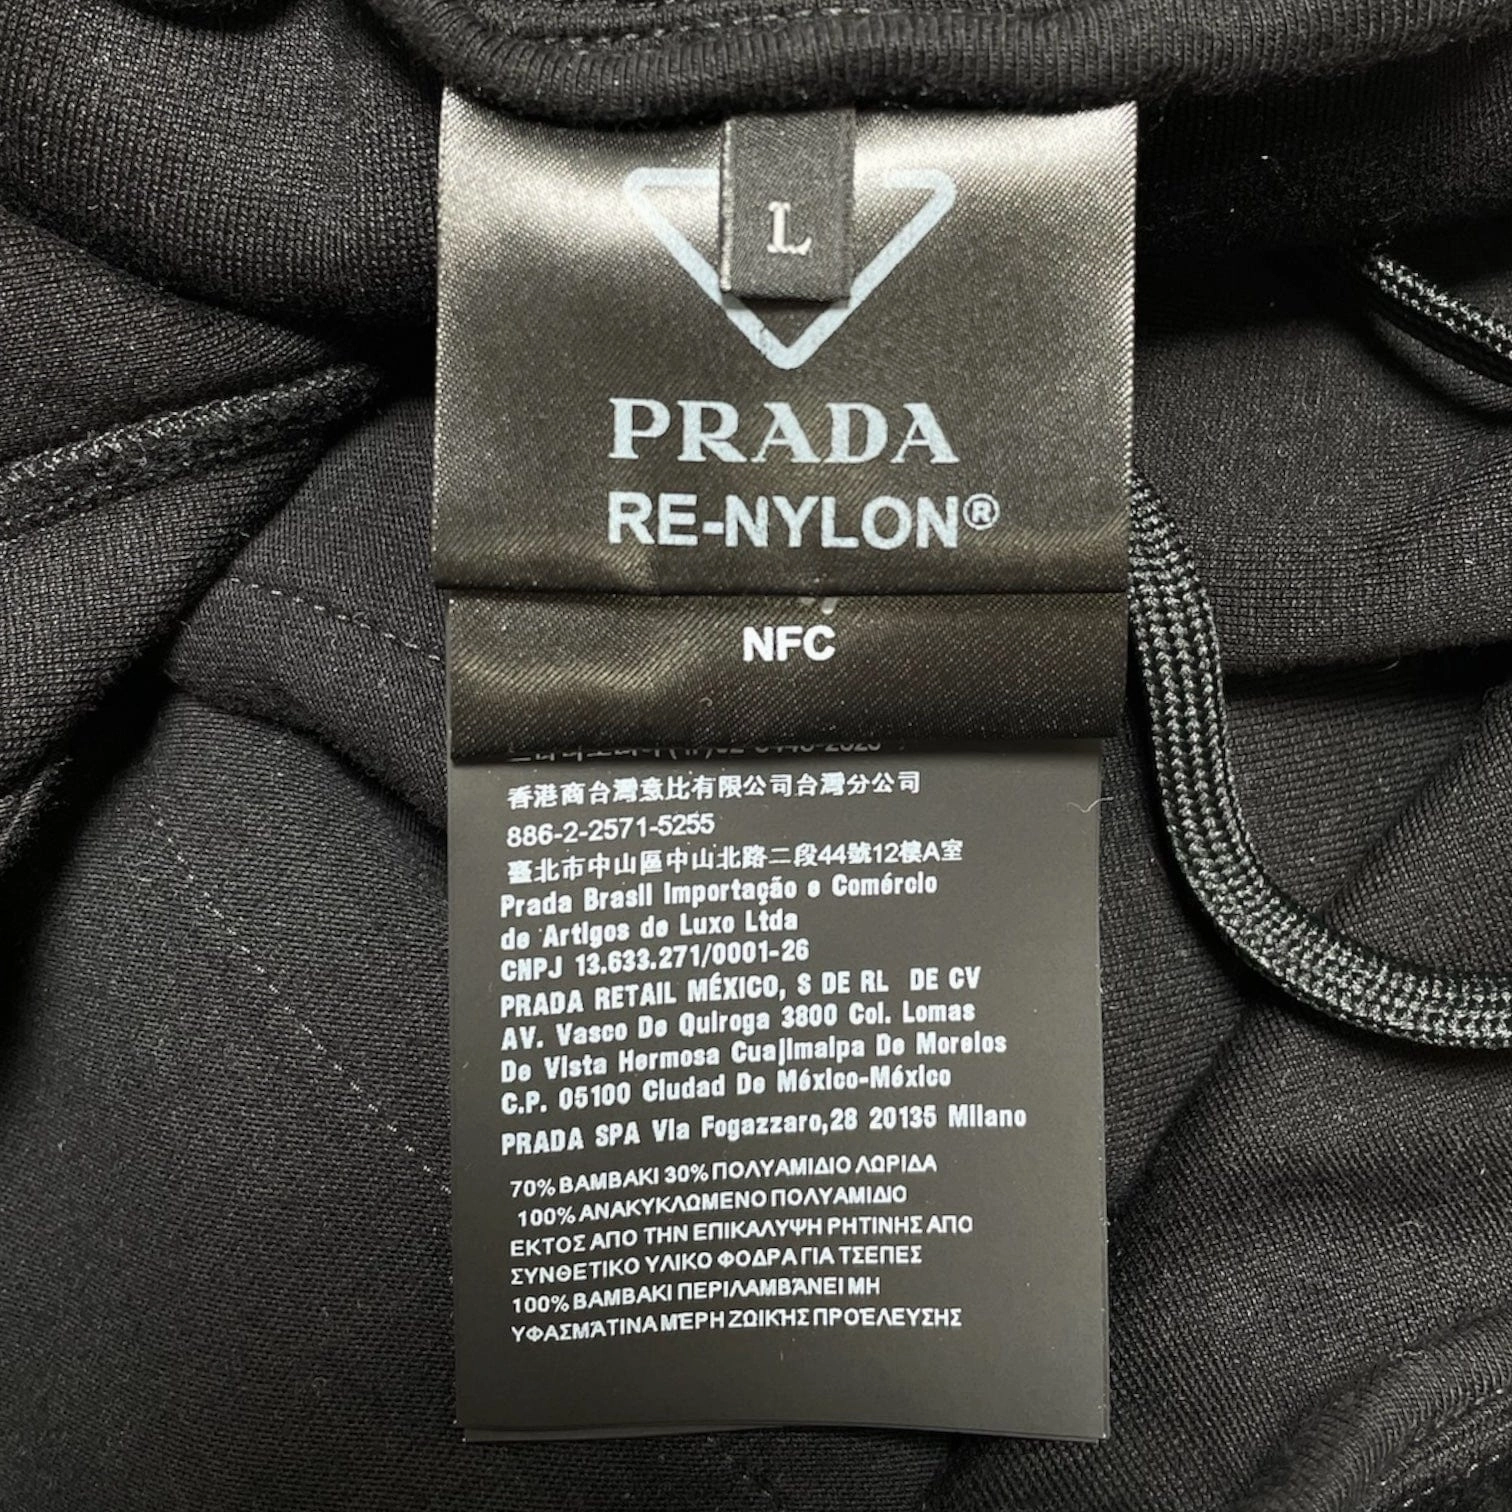 L
PRADA
RE-NYLON®
NFC
香港商台灣意比有限公司台灣分公司
886-2-2571-5255
臺北市中山區中山北路二段44號12樓A室
Prada Brasil Importação e Comércio
de Artigos de Luxo Ltda
CNPJ 13.633.271/0001-26
PRADA RETAIL MÉXICO, S DE RL DE CV
AV. Vasco De Quiroga 3800 Col. Lomas
De Vista Hermosa Cuajimalpa De Morelos
C.P. 05100 Ciudad De México-México
PRADA SPA Via Fogazzaro,28 20135 Milano
70% ΒΑΜΒΑΚΙ 30% ΠΟΛΥΑΜΙΔΙΟ ΛΩΡΙΔΑ
100% ΑΝΑΚΥΚΛΩΜΕΝΟ ΠΟΛΥΑΜΙΔΙΟ
ΕΚΤΟΣ ΑΠΟ ΤΗΝ ΕΠΙΚΑΛΥΨΗ ΡΗΤΙΝΗΣ ΑΠΟ
ΣΥΝΘΕΤΙΚΟ ΥΛΙΚΟ ΦΟΔΡΑ ΓΙΑ ΤΣΕΠΕΣ
100% ΒΑΜΒΑΚΙ ΠΕΡΙΛΑΜΒΆΝΕΙ ΜΗ
ΥΦΑΣΜΆΤΙΝΑ ΜΈΡΗ ΖΩΙΚΉΣ ΠΡΟΈΛΕΥΣΗΣ